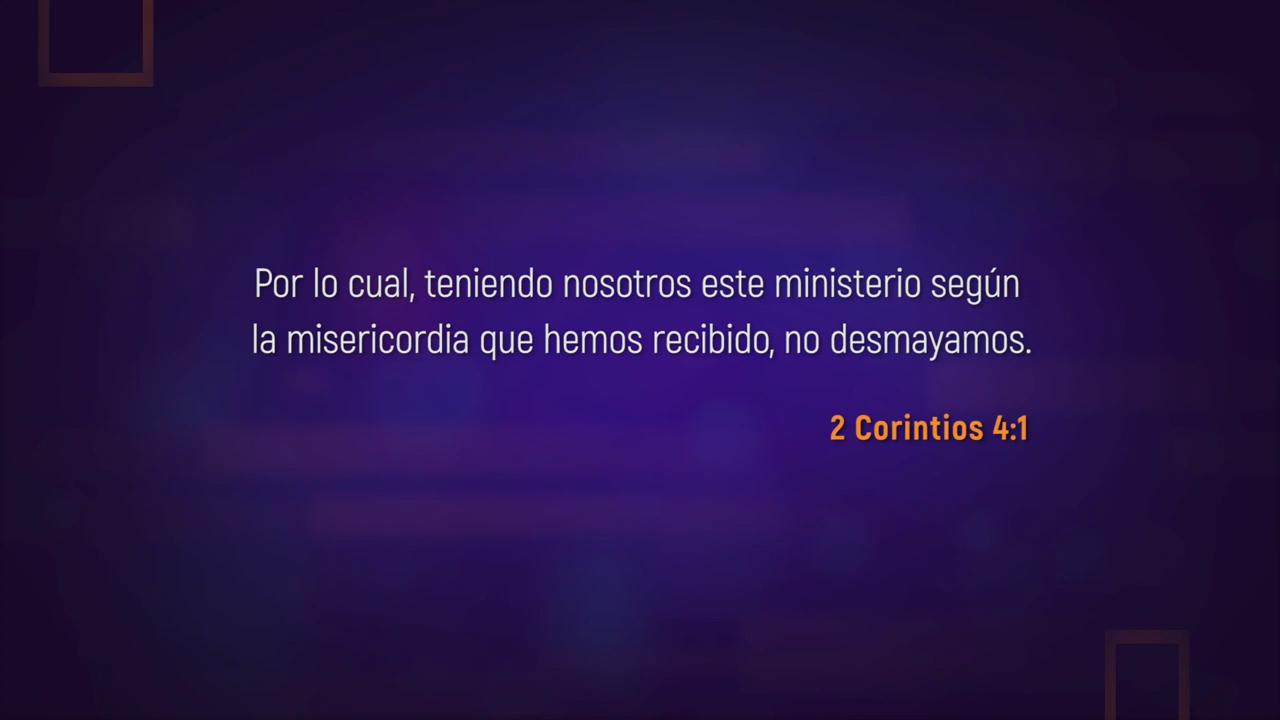 Por lo cual, teniendo nosotros este ministerio según
la misericordia que hemos recibido, no desmayamos.
2 Corintios 4:1